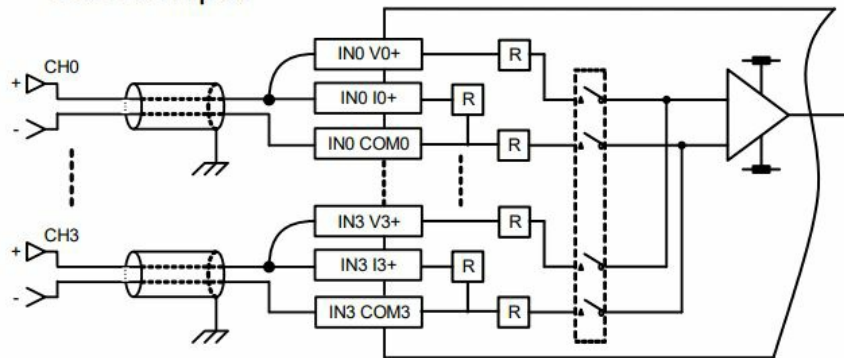 CH0
+
-
IN0 V0+
IN0 I0+
IN0 COM0
R
R
R
CH3
+
-
IN3 V3+
IN3 I3+
IN3 COM3
R
R
R